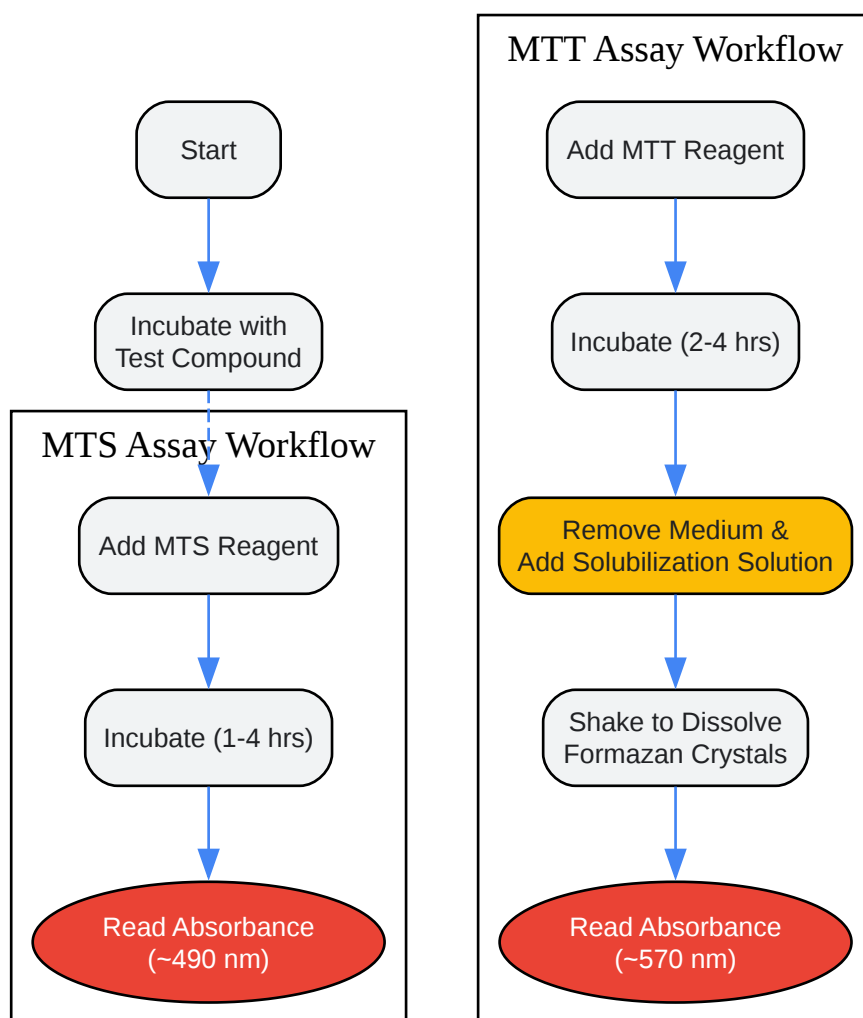 Start
Incubate with
Test Compound
MTS Assay Workflow
Add MTS Reagent
Incubate (1-4 hrs)
Read Absorbance
(~490 nm)
MTT Assay Workflow
Add MTT Reagent
Incubate (2-4 hrs)
Remove Medium &
Add Solubilization Solution
Shake to Dissolve
Formazan Crystals
Read Absorbance
(~570 nm)